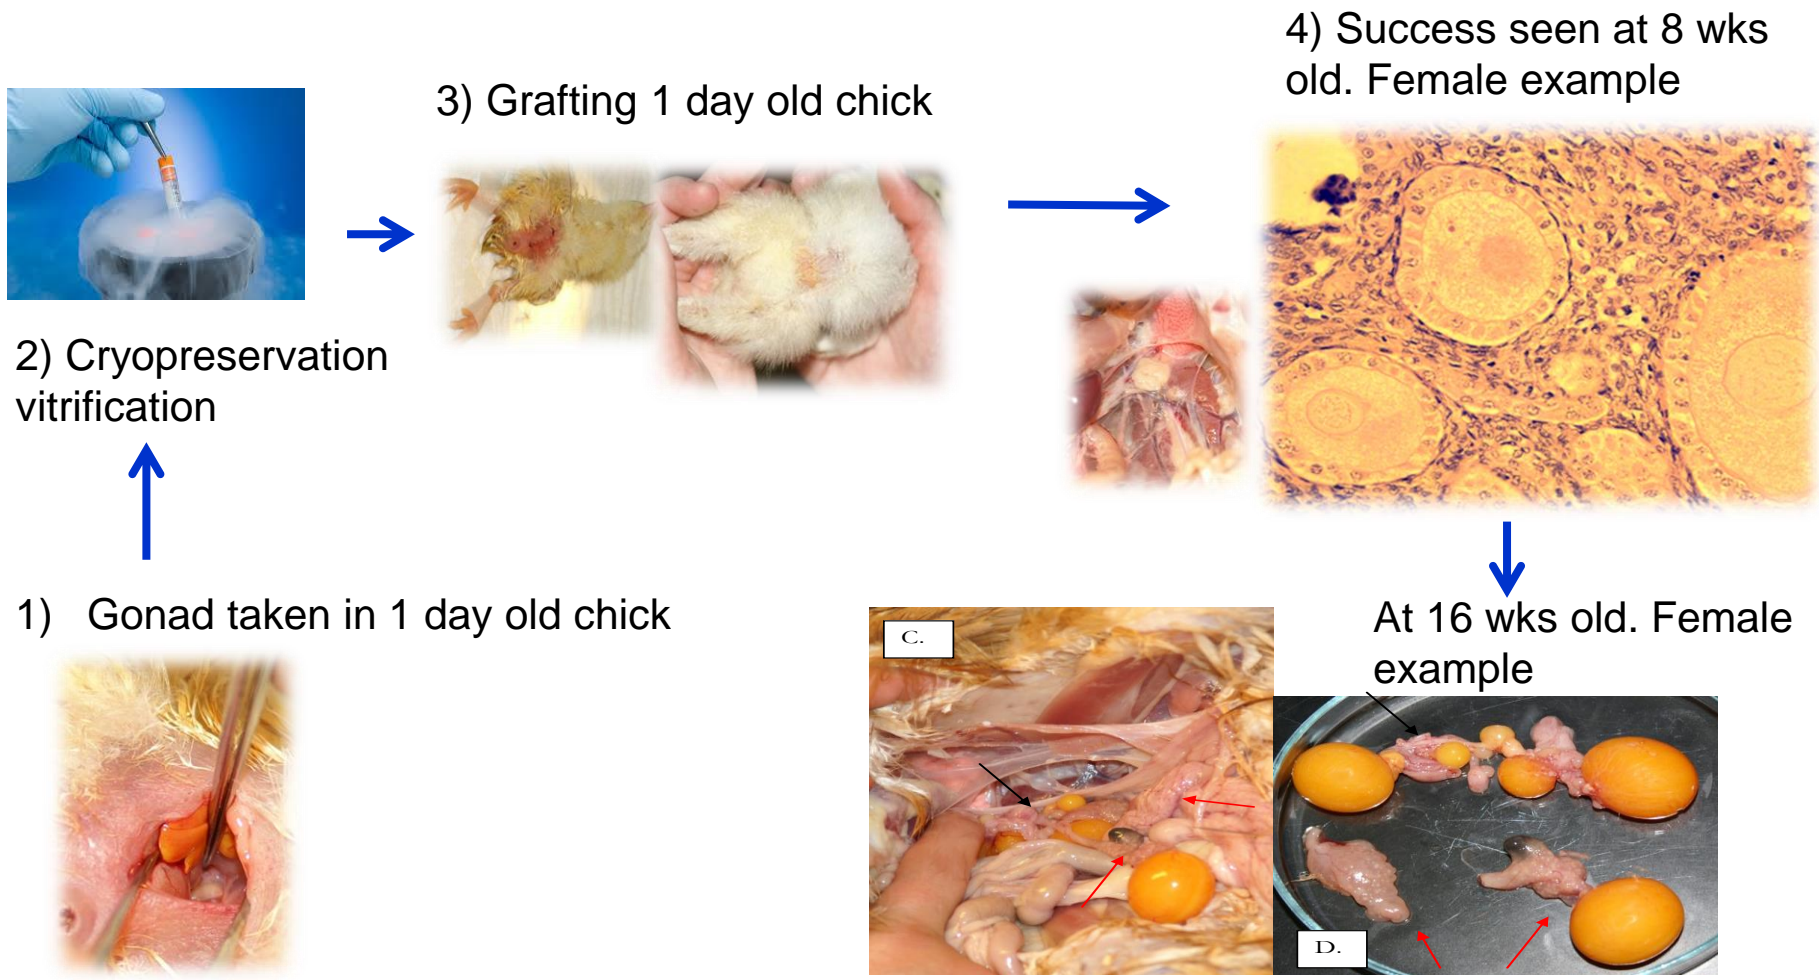 1) Gonad taken in 1 day old chick
2) Cryopreservation
vitrification
3) Grafting 1 day old chick
4) Success seen at 8 wks
old. Female example
At 16 wks old. Female
example
C.
D.